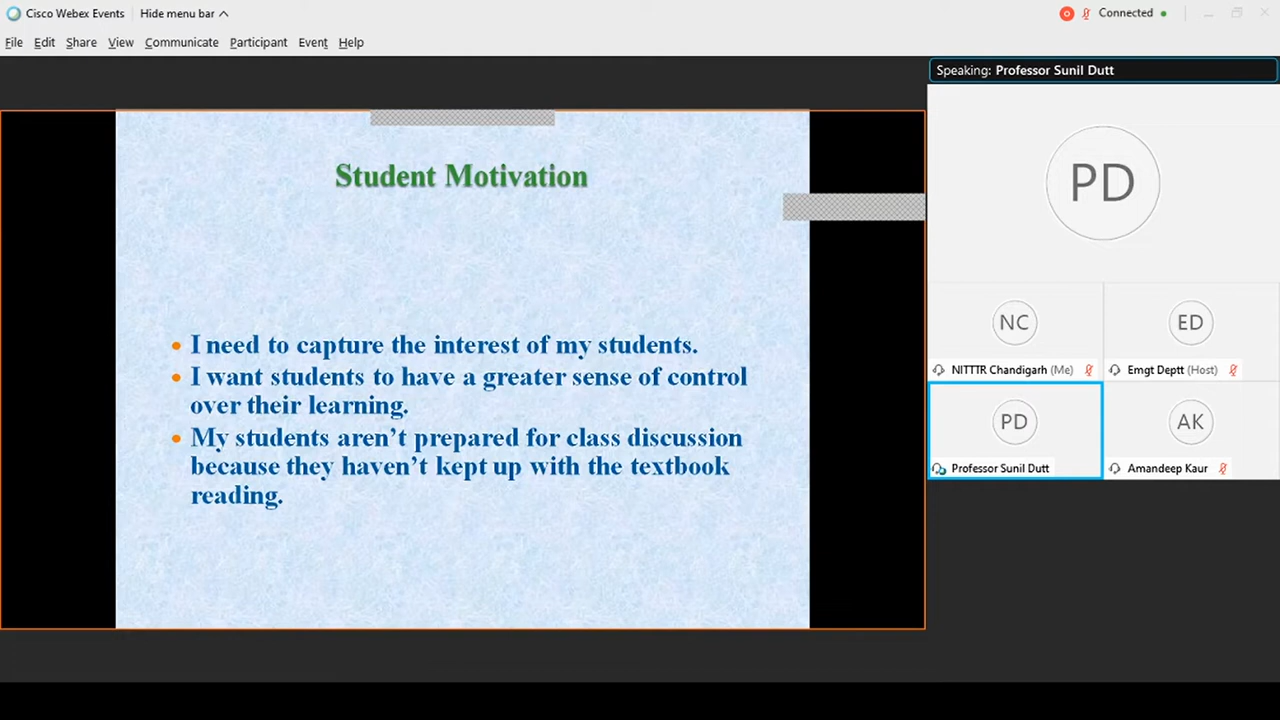 Cisco Webex Events Hide menu bar Connected
File Edit Share View Communicate Participant Event Help
Speaking: Professor Sunil Dutt
Student Motivation
• I need to capture the interest of my students.
• I want students to have a greater sense of control
over their learning.
• My students aren't prepared for class discussion
because they haven't kept up with the textbook
reading.
PD
NC
NITTTR Chandigarh (Me)
ED
Emgt Deptt (Host)
PD
Professor Sunil Dutt
AK
Amandeep Kaur